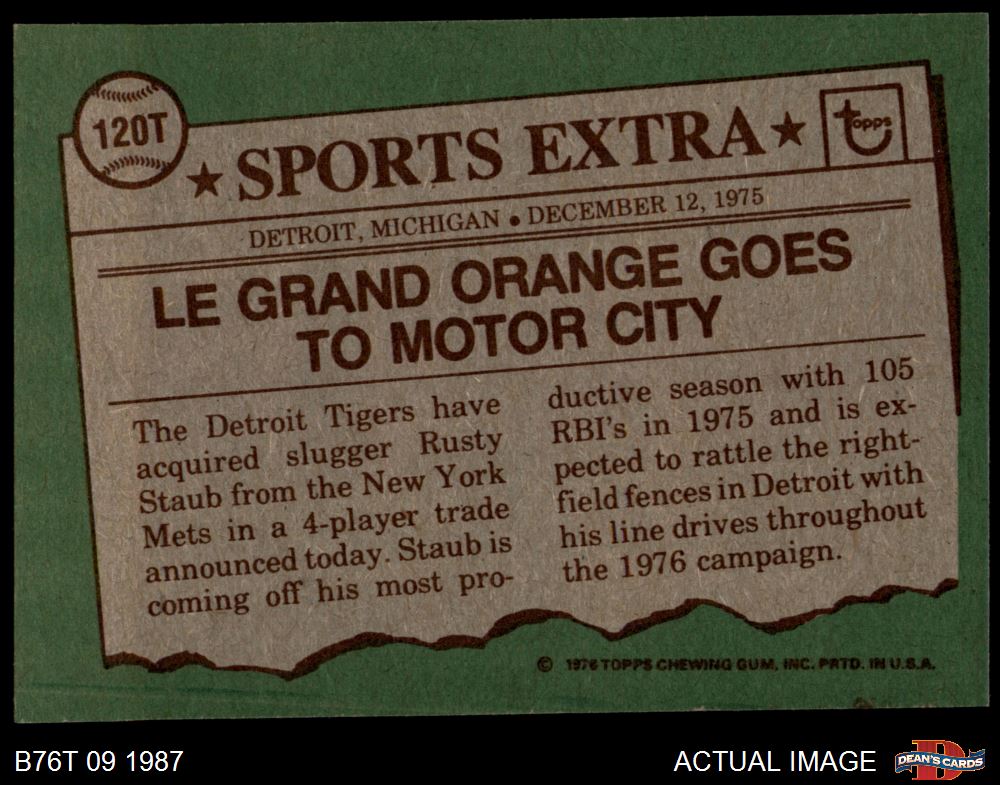 120T
★ SPORTS EXTRA ★
topps
DETROIT, MICHIGAN • DECEMBER 12, 1975
LE GRAND ORANGE GOES
TO MOTOR CITY
The Detroit Tigers have
acquired slugger Rusty
Staub from the New York
Mets in a 4-player trade
announced today. Staub is
coming off his most pro-
ductive season with 105
RBI's in 1975 and is ex-
pected to rattle the right-
field fences in Detroit with
his line drives throughout
the 1976 campaign.
© 1976 TOPPS CHEWING GUM, INC. PRTD. IN U.S.A.
B76T 09 1987
ACTUAL IMAGE
DEAN'S CARDS